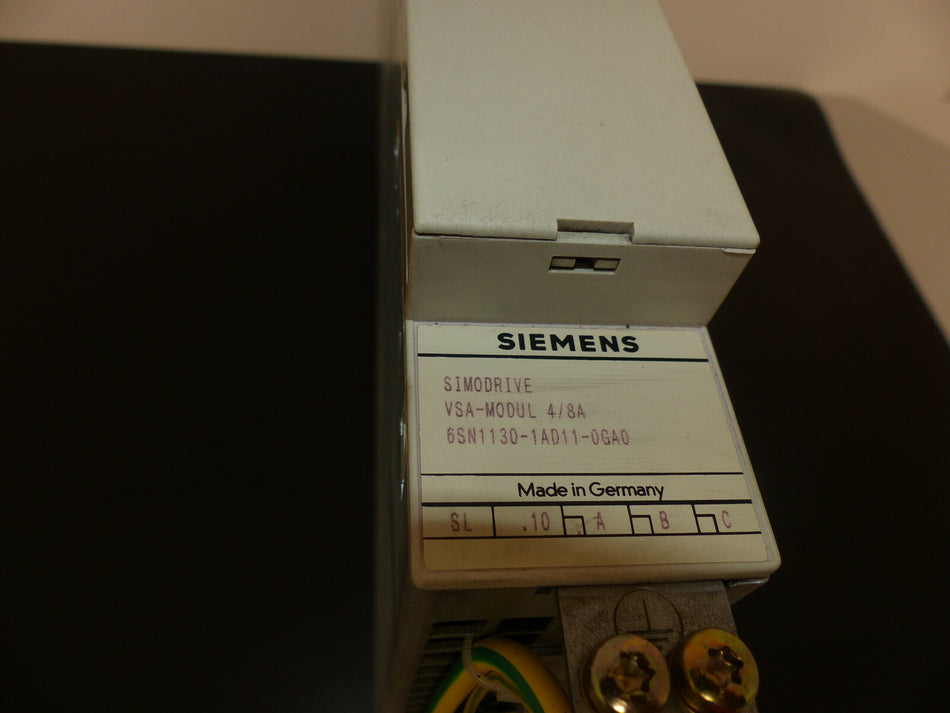 SIEMENS
SIMODRIVE
VSA-MODUL 4/8A
6SN1130-1AD11-0GA0
Made in Germany
SL .10 A B C